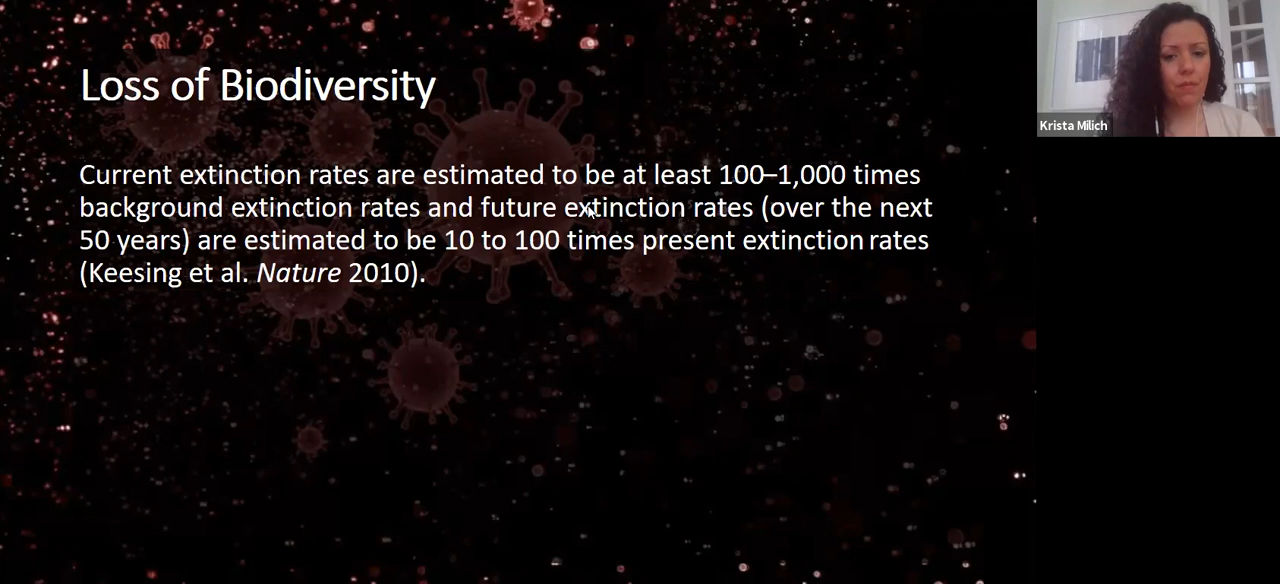 Loss of Biodiversity
Current extinction rates are estimated to be at least 100–1,000 times
background extinction rates and future extinction rates (over the next
50 years) are estimated to be 10 to 100 times present extinction rates
(Keesing et al. Nature 2010).
Krista Milich